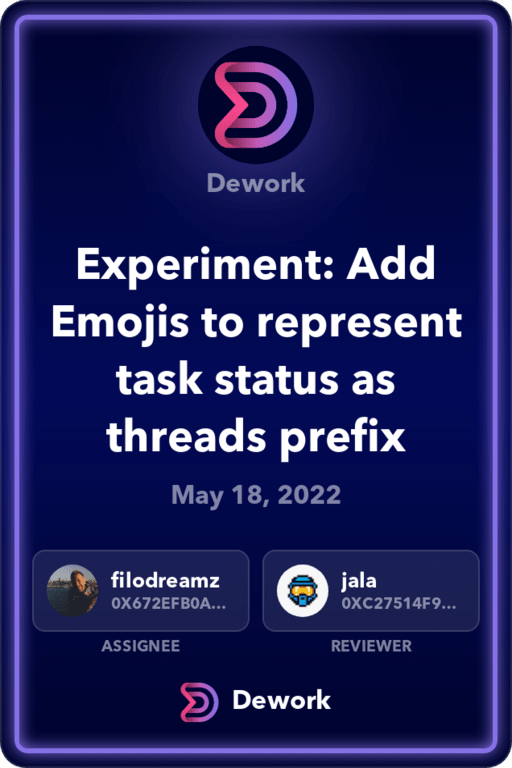 Dework
Experiment: Add
Emojis to represent
task status as
threads prefix
May 18, 2022
filodreamz
0X672EFB0A...
jala
0XC27514F9...
ASSIGNEE
REVIEWER
Dework